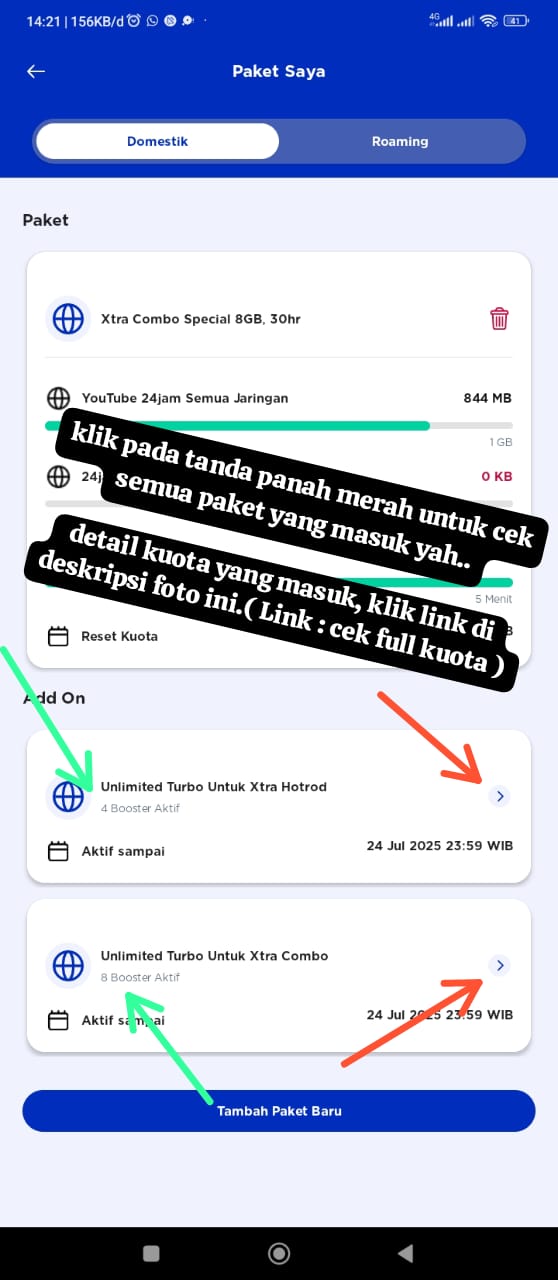 14:21 | 156KB/d
4G
41
Paket Saya
Domestik
Roaming
Paket
Xtra Combo Special 8GB, 30hr
YouTube 24jam Semua Jaringan
844 MB
1 GB
0 KB
klik pada tanda panah merah untuk cek
semua paket yang masuk yah..
detail kuota yang masuk, klik link di
deskripsi foto ini.( Link : cek full kuota )
5 Menit
Reset Kuota
Add On
Unlimited Turbo Untuk Xtra Hotrod
4 Booster Aktif
Aktif sampai
24 Jul 2025 23:59 WIB
Unlimited Turbo Untuk Xtra Combo
8 Booster Aktif
Aktif sampai
24 Jul 2025 23:59 WIB
Tambah Paket Baru